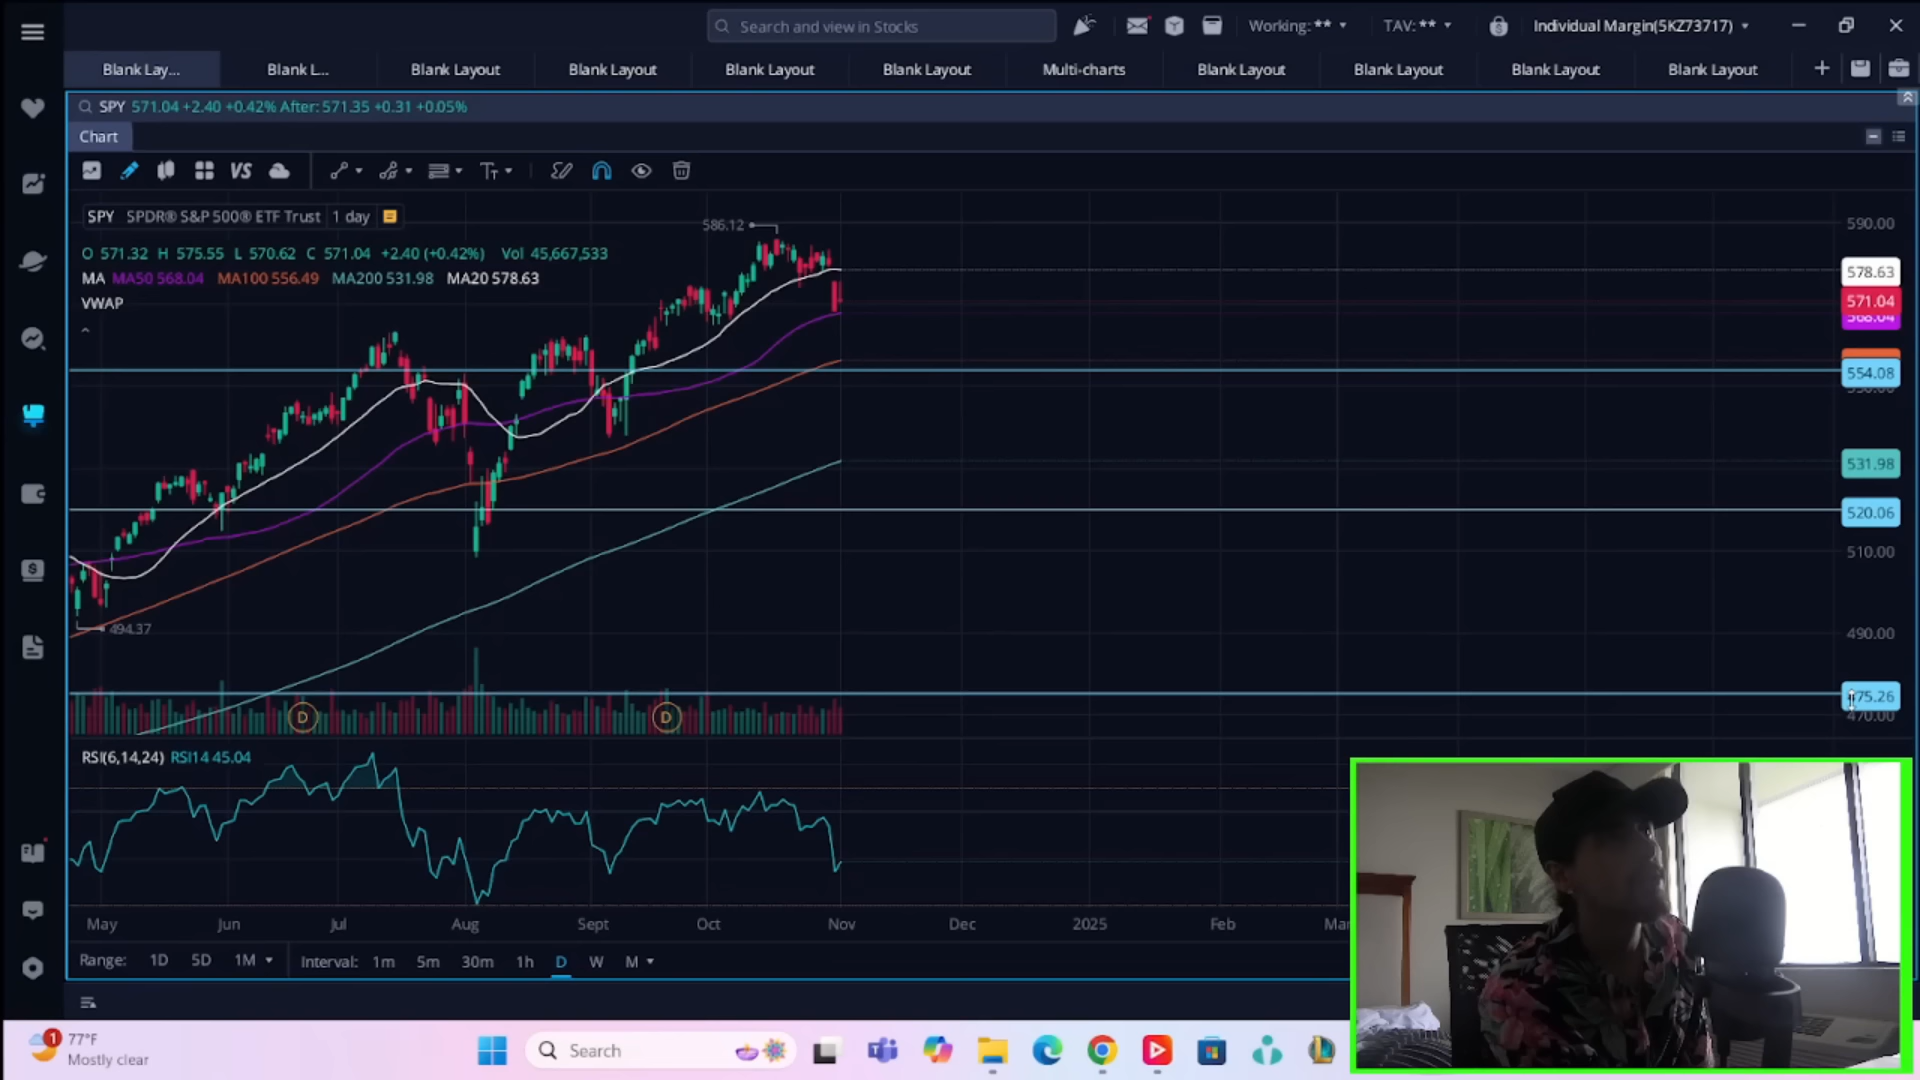 Search and view in Stocks
Working: ** TAV: ** Individual Margin(5KZ73717)
Blank Lay... Blank L... Blank Layout Blank Layout Blank Layout Blank Layout Multi-charts Blank Layout Blank Layout Blank Layout Blank Layout
SPY 571.04 +2.40 +0.42% After: 571.35 +0.31 +0.05%
Chart
VS
SPY SPDR® S&P 500® ETF Trust 1 day
O 571.32 H 575.55 L 570.62 C 571.04 +2.40 (+0.42%) Vol 45,667,533
MA MA50 568.04 MA100 556.49 MA200 531.98 MA20 578.63
VWAP
586.12
494.37
590.00
578.63
571.04
568.04
554.08
531.98
520.06
510.00
490.00
475.26
470.00
D D
RSI(6,14,24) RSI14 45.04
May Jun Jul Aug Sept Oct Nov Dec 2025 Feb
Range: 1D 5D 1M Interval: 1m 5m 30m 1h D W M
1
77°F
Mostly clear
Search